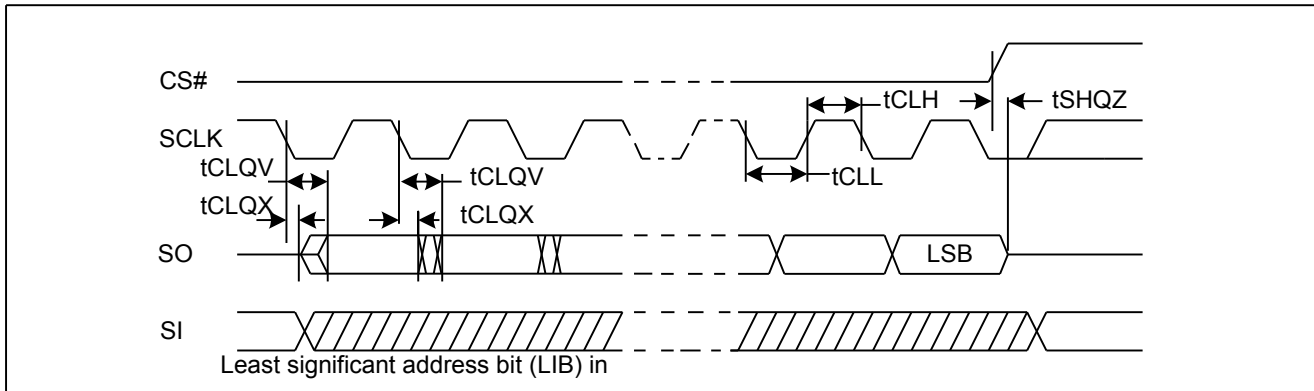 CS#
tCLH
tSHQZ
SCLK
tCLQV
tCLQV
tCLL
tCLQX
tCLQX
SO
LSB
SI
Least significant address bit (LIB) in